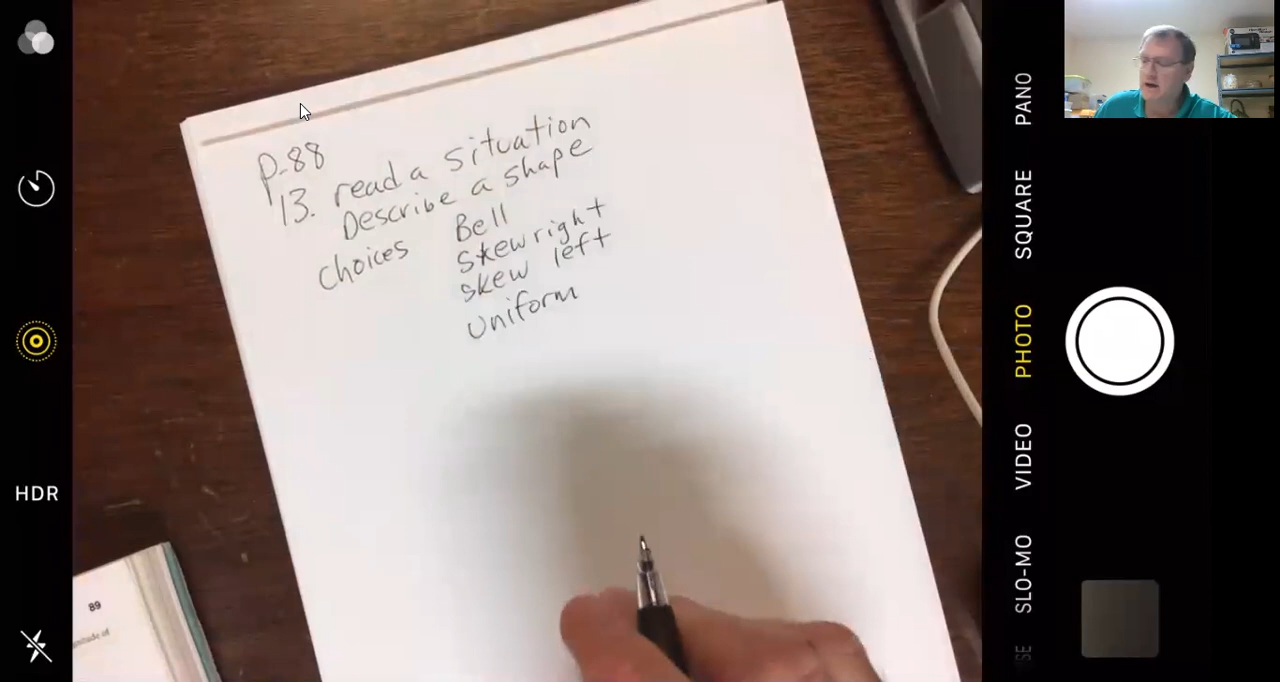 p.88
13. read a situation
Describe a shape
choices Bell
skew right
skew left
uniform
HDR
PANO
SQUARE
PHOTO
VIDEO
SLO-MO
SE
89